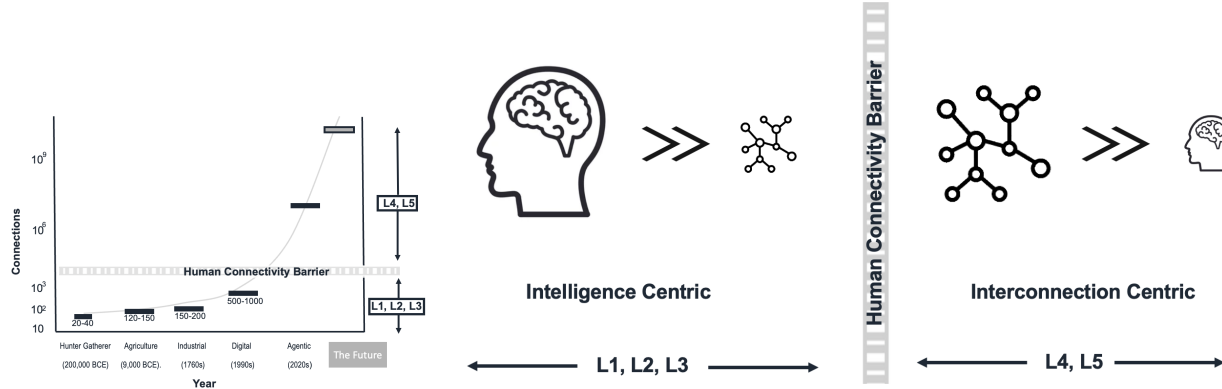 Connections
10⁹
10⁶
10³
10²
10
L4, L5
Human Connectivity Barrier
L1, L2, L3
20-40
120-150
150-200
500-1000
Hunter Gatherer
(200,000 BCE)
Agriculture
(9,000 BCE).
Industrial
(1760s)
Digital
(1990s)
Agentic
(2020s)
The Future
Year
Intelligence Centric
L1, L2, L3
Human Connectivity Barrier
Interconnection Centric
L4, L5